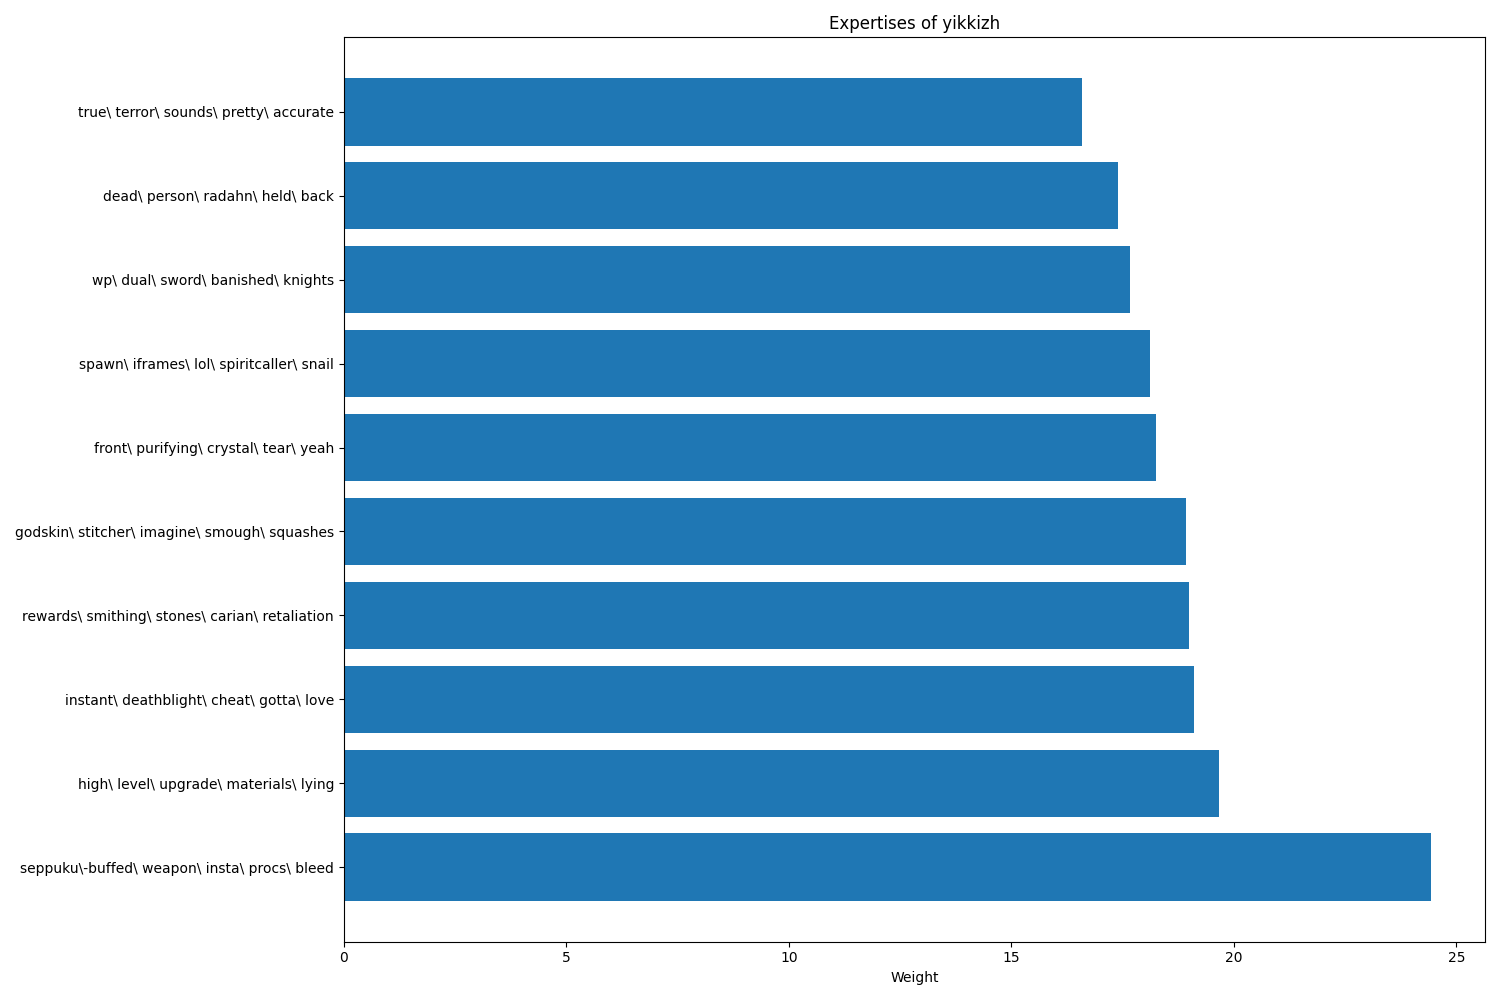 Expertises of yikkizh
true\ terror\ sounds\ pretty\ accurate
dead\ person\ radahn\ held\ back
wp\ dual\ sword\ banished\ knights
spawn\ iframes\ lol\ spiritcaller\ snail
front\ purifying\ crystal\ tear\ yeah
godskin\ stitcher\ imagine\ smough\ squashes
rewards\ smithing\ stones\ carian\ retaliation
instant\ deathblight\ cheat\ gotta\ love
high\ level\ upgrade\ materials\ lying
seppuku\-buffed\ weapon\ insta\ procs\ bleed
0 5 10 15 20 25
Weight